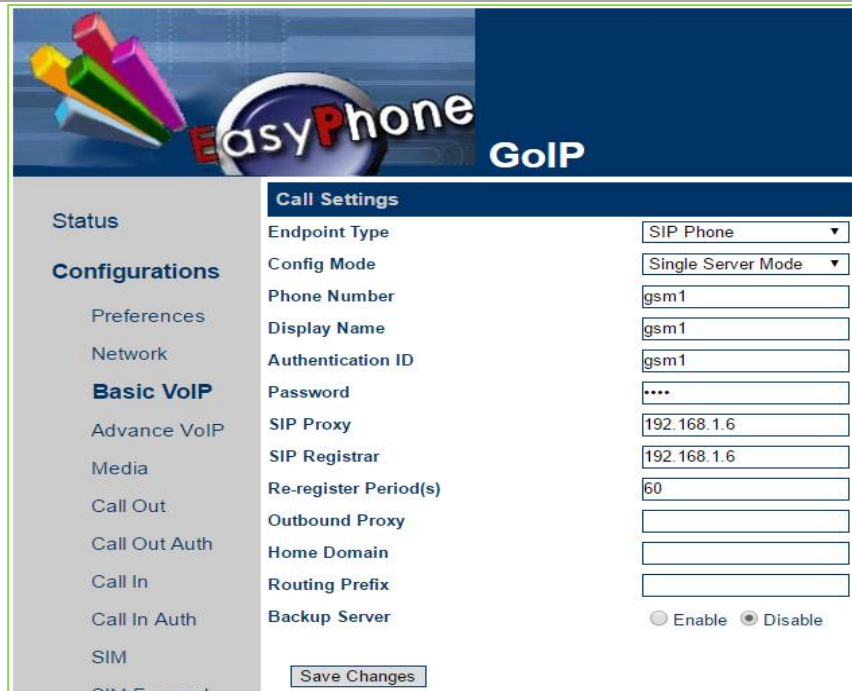 EasyPhone
GoIP
Status
Configurations
Preferences
Network
Basic VoIP
Advance VoIP
Media
Call Out
Call Out Auth
Call In
Call In Auth
SIM
Call Settings
Endpoint Type SIP Phone
Config Mode Single Server Mode
Phone Number gsm1
Display Name gsm1
Authentication ID gsm1
Password ••••
SIP Proxy 192.168.1.6
SIP Registrar 192.168.1.6
Re-register Period(s) 60
Outbound Proxy
Home Domain
Routing Prefix
Backup Server Enable Disable
Save Changes